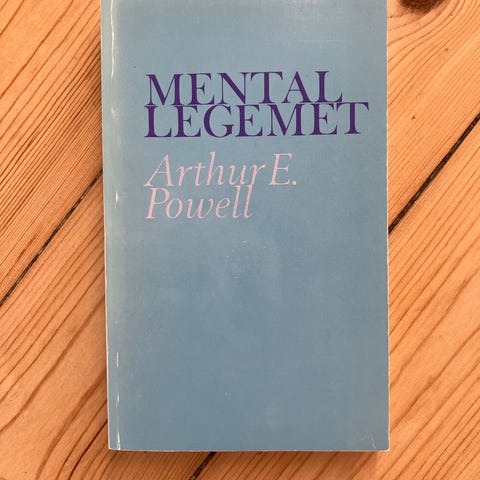 MENTAL
LEGEMET
Arthur E.
Powell